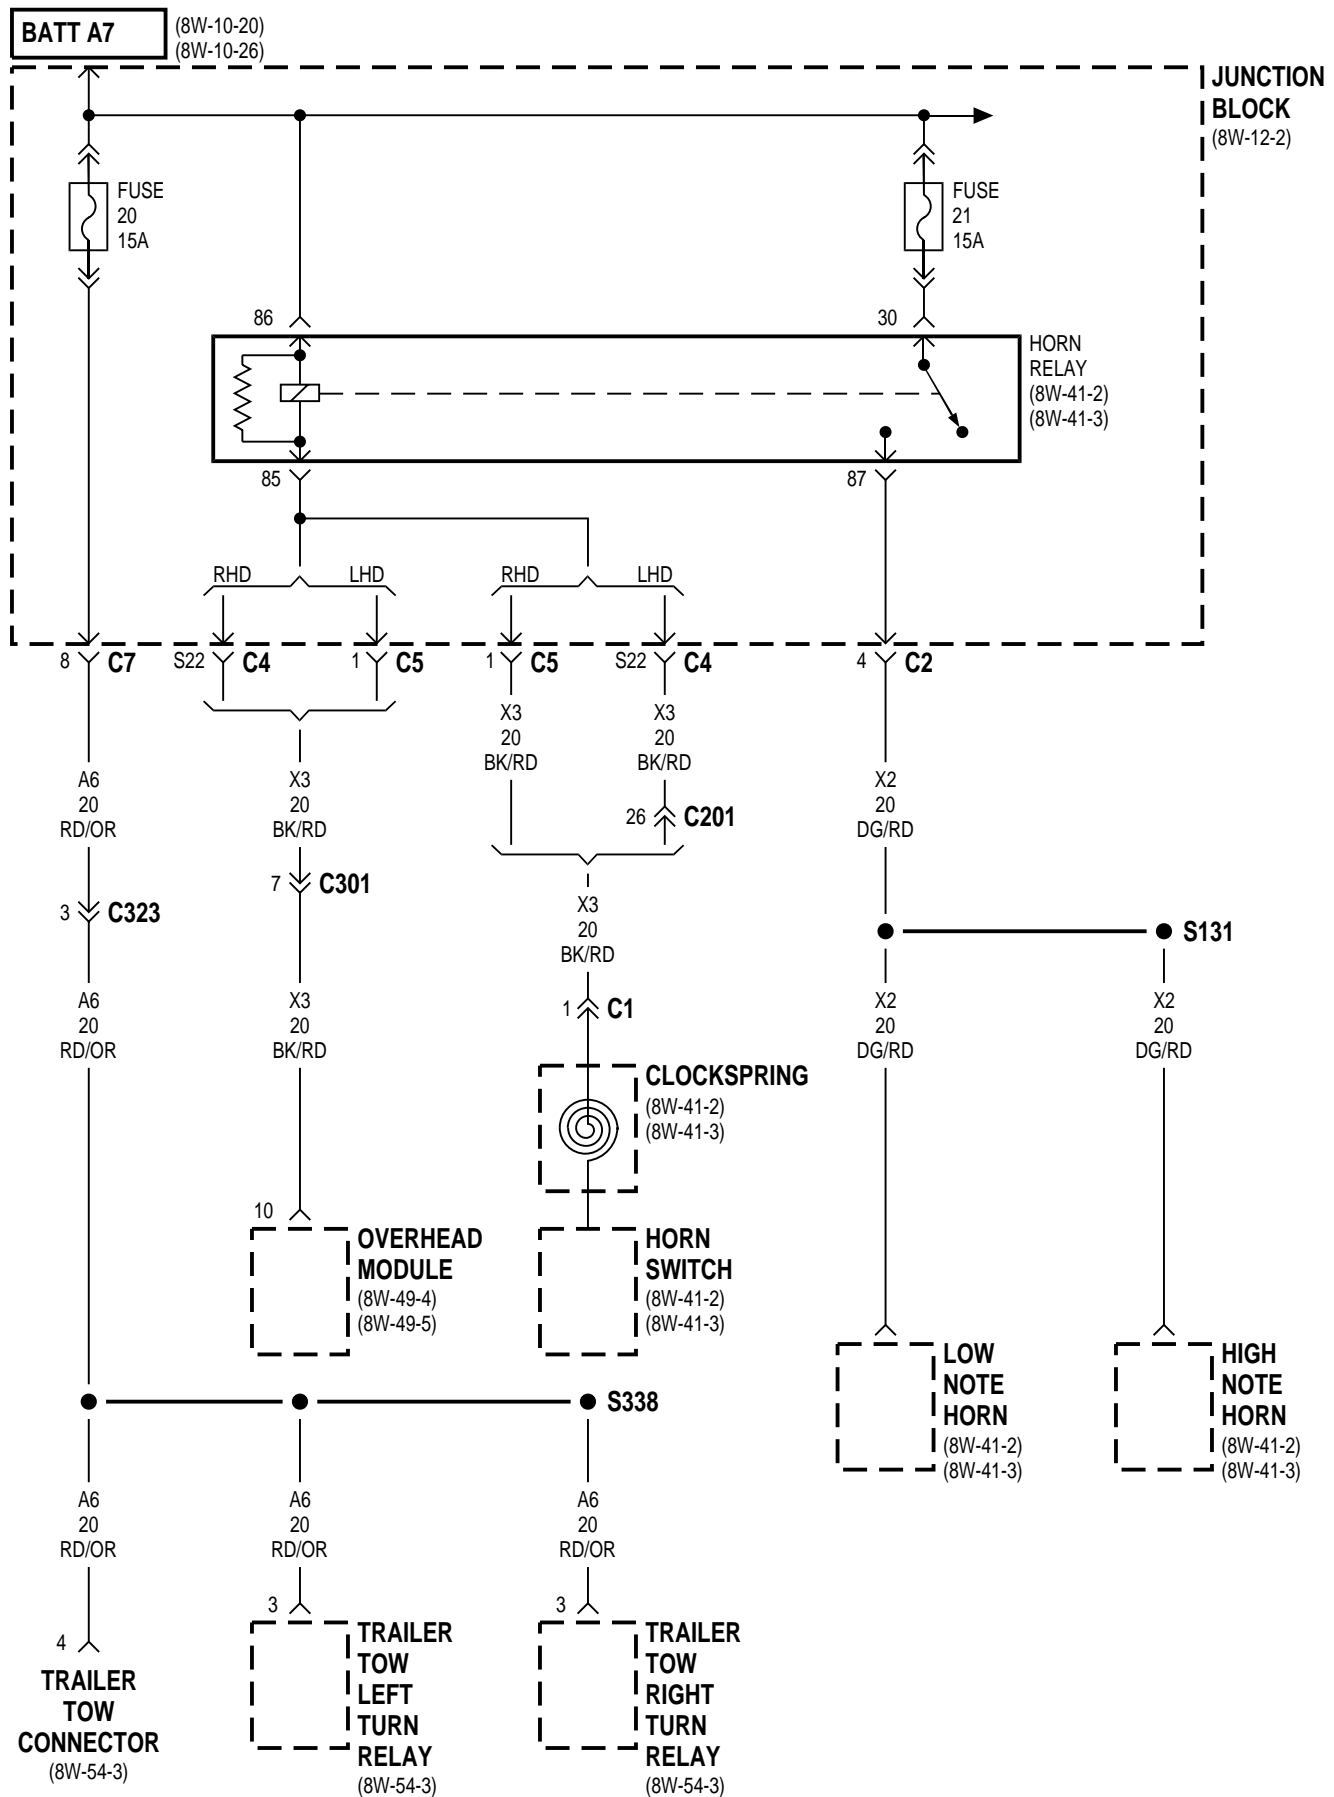 BATT A7
(8W-10-20)
(8W-10-26)
JUNCTION
BLOCK
(8W-12-2)
FUSE
20
15A
FUSE
21
15A
86
30
HORN
RELAY
(8W-41-2)
(8W-41-3)
85
87
RHD
LHD
RHD
LHD
8 C7
S22 C4
1 C5
1 C5
S22 C4
4 C2
X3
20
BK/RD
X3
20
BK/RD
A6
20
RD/OR
X3
20
BK/RD
X2
20
DG/RD
26 C201
7 C301
3 C323
X3
20
BK/RD
S131
A6
20
RD/OR
X3
20
BK/RD
1 C1
X2
20
DG/RD
X2
20
DG/RD
CLOCKSPRING
(8W-41-2)
(8W-41-3)
10
OVERHEAD
MODULE
(8W-49-4)
(8W-49-5)
HORN
SWITCH
(8W-41-2)
(8W-41-3)
LOW
NOTE
HORN
(8W-41-2)
(8W-41-3)
HIGH
NOTE
HORN
(8W-41-2)
(8W-41-3)
S338
A6
20
RD/OR
A6
20
RD/OR
A6
20
RD/OR
4
TRAILER
TOW
CONNECTOR
(8W-54-3)
3
TRAILER
TOW
LEFT
TURN
RELAY
(8W-54-3)
3
TRAILER
TOW
RIGHT
TURN
RELAY
(8W-54-3)